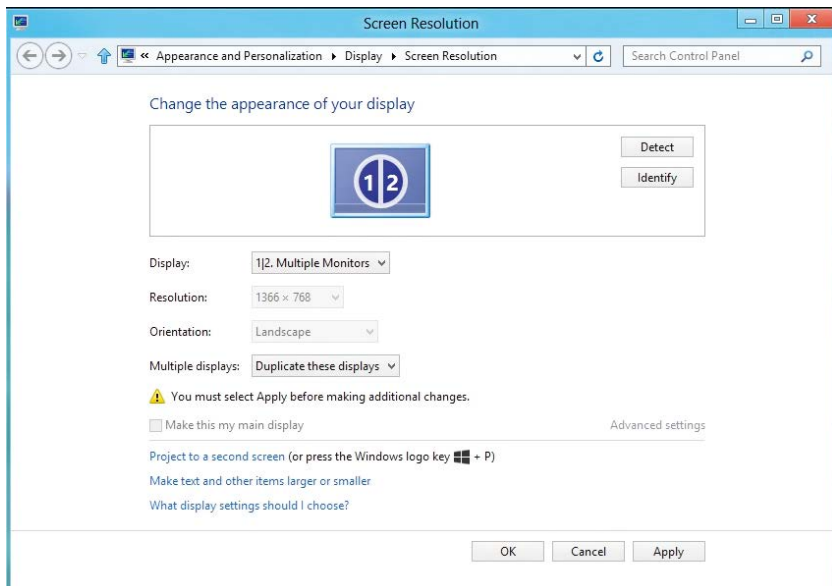 Screen Resolution
« Appearance and Personalization ▸ Display ▸ Screen Resolution
Search Control Panel
Change the appearance of your display
1|2
Detect
Identify
Display: 1|2. Multiple Monitors
Resolution: 1366 × 768
Orientation: Landscape
Multiple displays: Duplicate these displays
You must select Apply before making additional changes.
Make this my main display Advanced settings
Project to a second screen (or press the Windows logo key + P)
Make text and other items larger or smaller
What display settings should I choose?
OK Cancel Apply